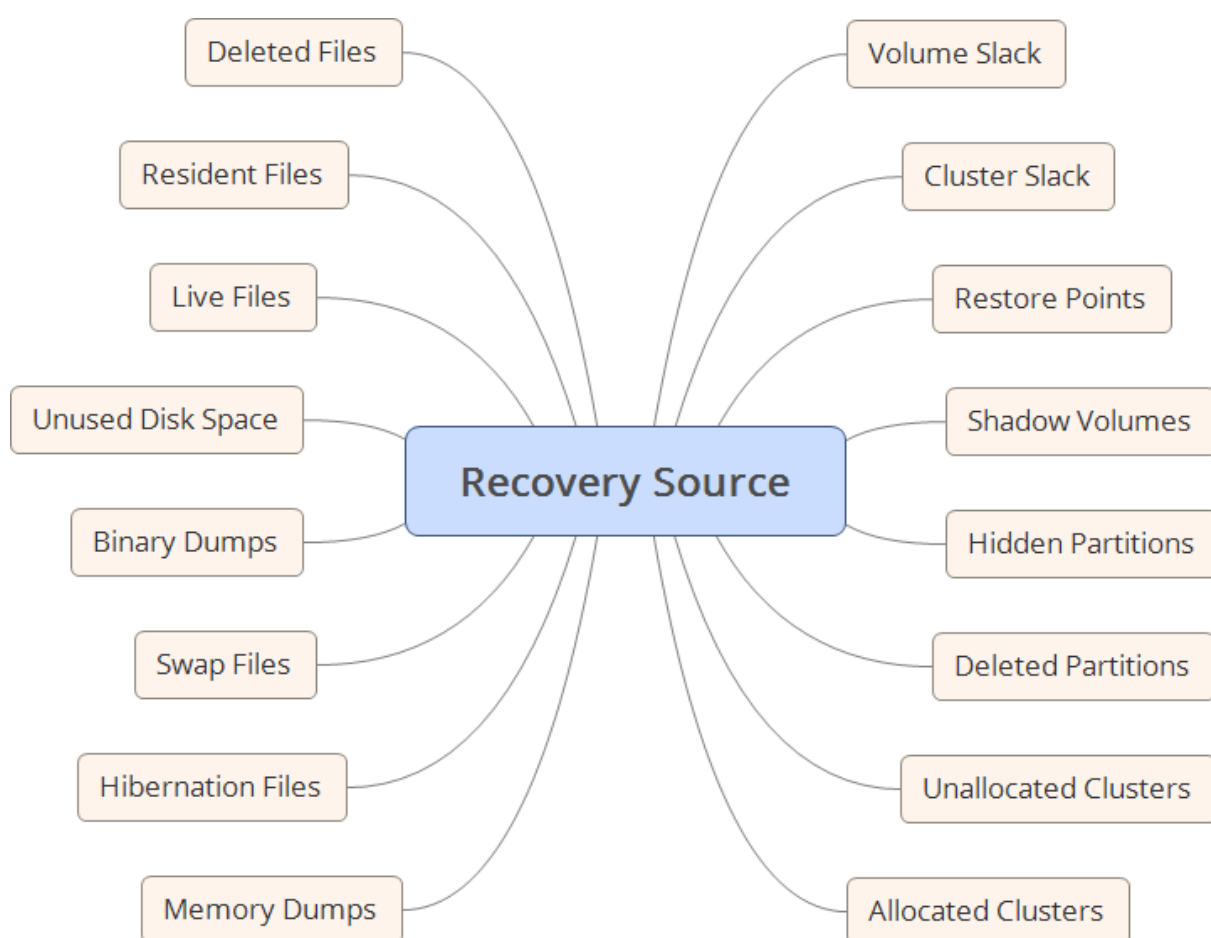 Deleted Files
Resident Files
Live Files
Unused Disk Space
Binary Dumps
Swap Files
Hibernation Files
Memory Dumps
Recovery Source
Volume Slack
Cluster Slack
Restore Points
Shadow Volumes
Hidden Partitions
Deleted Partitions
Unallocated Clusters
Allocated Clusters